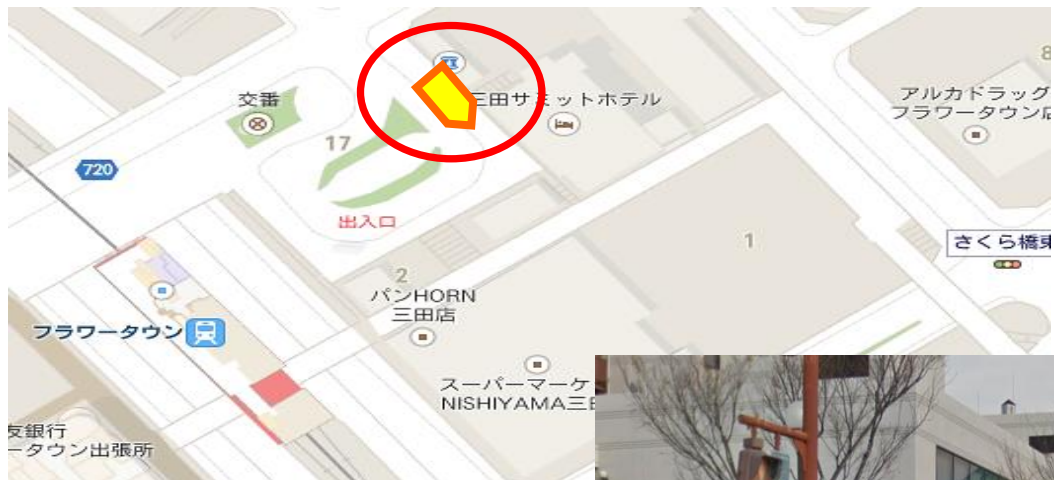 交番
17
720
出入口
三田サミットホテル
8
アルカドラッグ
フラワータウン店
さくら橋東
1
2
パンHORN
三田店
フラワータウン
スーパーマーケ
NISHIYAMA三田
友銀行
ータウン出張所